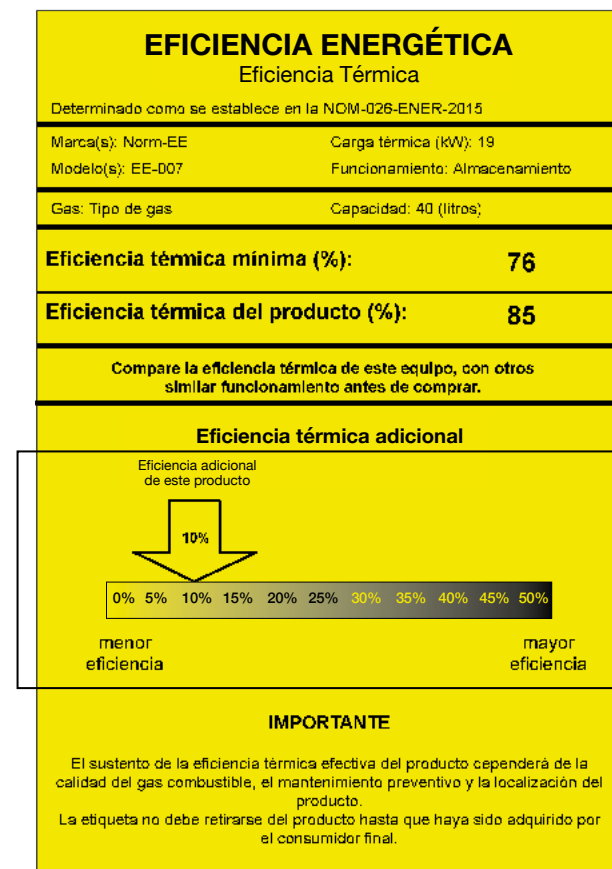 EFICIENCIA ENERGÉTICA
Eficiencia Térmica
Determinado como se establece en la NOM-026-ENER-2015
Marca(s): Norm-EE Carga térmica (kW): 19
Modelo(s): EE-007 Funcionamiento: Almacenamiento
Gas: Tipo de gas Capacidad: 40 (litros)
Eficiencia térmica mínima (%): 76
Eficiencia térmica del producto (%): 85
Compare la eficiencia térmica de este equipo, con otros
similar funcionamiento antes de comprar.
Eficiencia térmica adicional
Eficiencia adicional
de este producto
10%
0% 5% 10% 15% 20% 25% 30% 35% 40% 45% 50%
menor mayor
eficiencia eficiencia
IMPORTANTE
El sustento de la eficiencia térmica efectiva del producto cependerá de la
calidad del gas combustible, el mantenimiento preventivo y la localización del
producto.
La etiqueta no debe retirarse del producto hasta que haya sido adquirido por
el consumidor final.